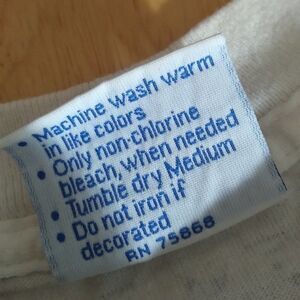 • Machine wash warm
in like colors
• Only non-chlorine
bleach, when needed
• Tumble dry Medium
• Do not iron if
decorated
RN 75868